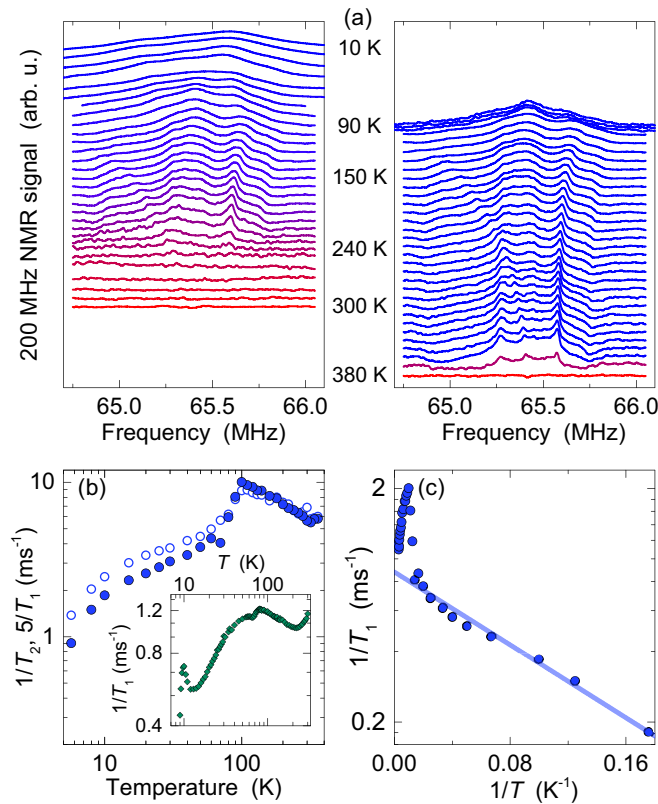 (a)
200 MHz NMR signal (arb. u.)
10 K
90 K
150 K
240 K
300 K
380 K
65.0 65.6 66.0
Frequency (MHz)
65.0 65.6 66.0
Frequency (MHz)
(b)
1/T₂, 5/T₁ (ms⁻¹)
10
1
10 100
Temperature (K)
T (K)
10 100
1/T₁ (ms⁻¹)
1.2
0.8
0.4
(c)
1/T₁ (ms⁻¹)
2
0.2
0.00 0.08 0.16
1/T (K⁻¹)